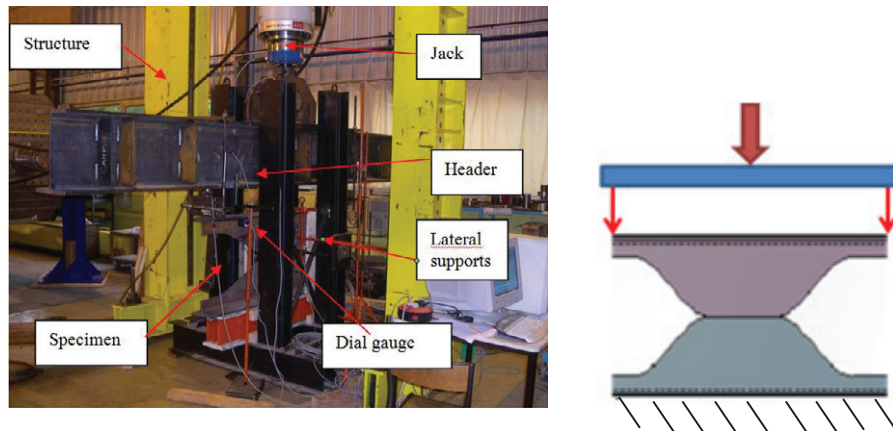 Structure
Jack
Header
Lateral
supports
Specimen
Dial gauge